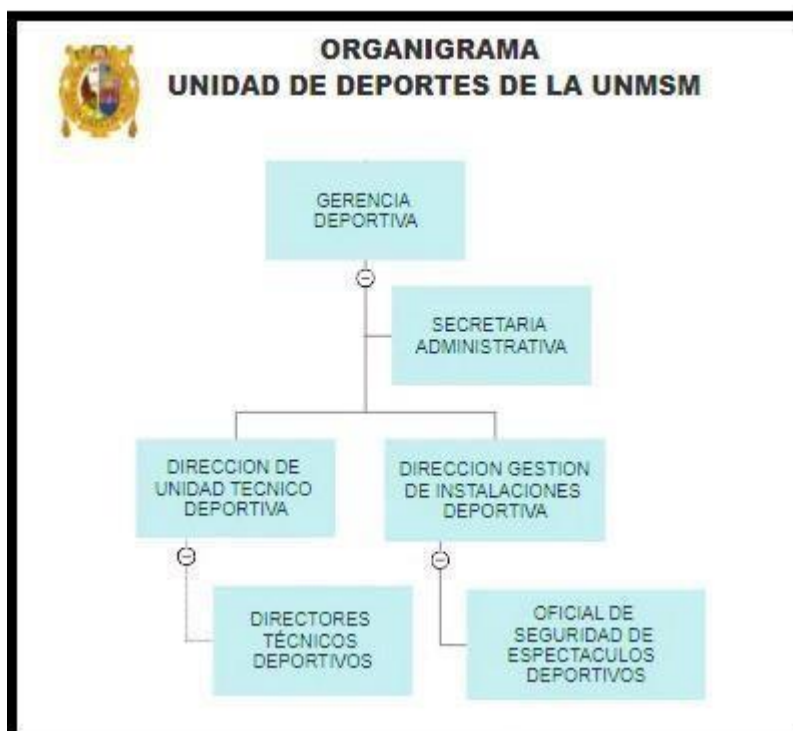 ORGANIGRAMA
UNIDAD DE DEPORTES DE LA UNMSM
GERENCIA
DEPORTIVA
SECRETARIA
ADMINISTRATIVA
DIRECCION DE
UNIDAD TECNICO
DEPORTIVA
DIRECCION GESTION
DE INSTALACIONES
DEPORTIVA
DIRECTORES
TÉCNICOS
DEPORTIVOS
OFICIAL DE
SEGURIDAD DE
ESPECTACULOS
DEPORTIVOS